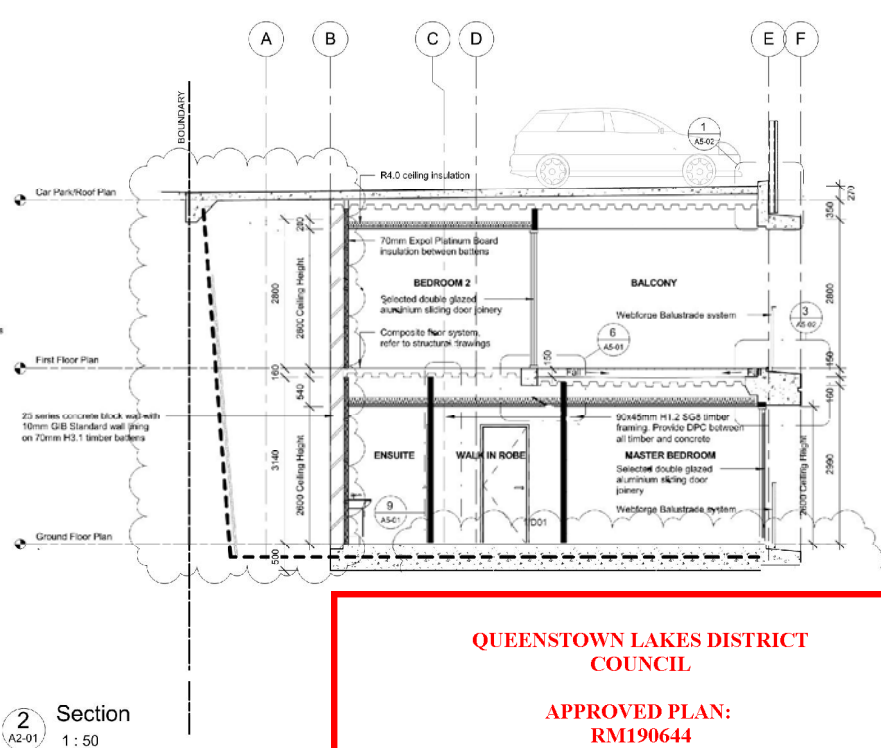 A B C D E F
BOUNDARY
1
A5-02
Car Park/Roof Plan
R4.0 ceiling insulation
270
350
200
70mm Expol Platinum Board
insulation between battens
BEDROOM 2
BALCONY
2800
Ceiling Height
2800
Selected double glazed
aluminium sliding door joinery
Webforge Balustrade system
3
A5-02
6
A5-01
Composite floor system,
refer to structural drawings
150
150
First Floor Plan
Fall
Fall
160
160
540
25 series concrete block wall with
10mm GIB Standard wall lining
on 70mm H3.1 timber battens
90x45mm H1.2 SG8 timber
framing. Provide DPC between
all timber and concrete
ENSUITE
WALK IN ROBE
MASTER BEDROOM
3140
2600 Ceiling Height
Selected double glazed
aluminium sliding door
joinery
2600 Ceiling Height
2990
9
A5-01
Webforge Balustrade system
D01
Ground Floor Plan
500
QUEENSTOWN LAKES DISTRICT
COUNCIL
APPROVED PLAN:
RM190644
2
A2-01
Section
1 : 50